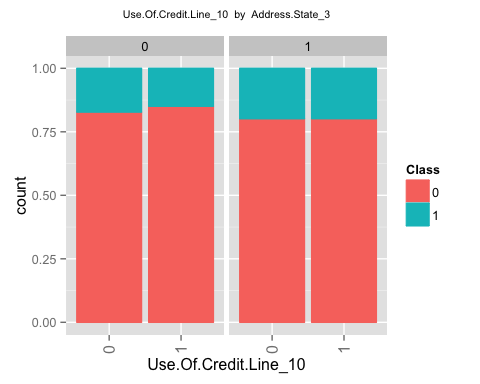 Use.Of.Credit.Line_10 by Address.State_3
0 1
1.00
0.75
0.50
0.25
0.00
count
0 1 0 1
Use.Of.Credit.Line_10
Class
0
1